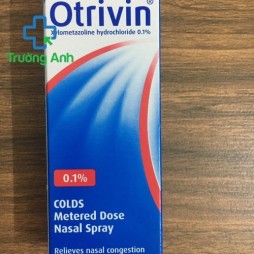 Otrivin®
xylometazoline hydrochloride 0.1%
Trường Anh
0.1%
COLDS
Metered Dose
Nasal Spray
Relieves nasal congestion